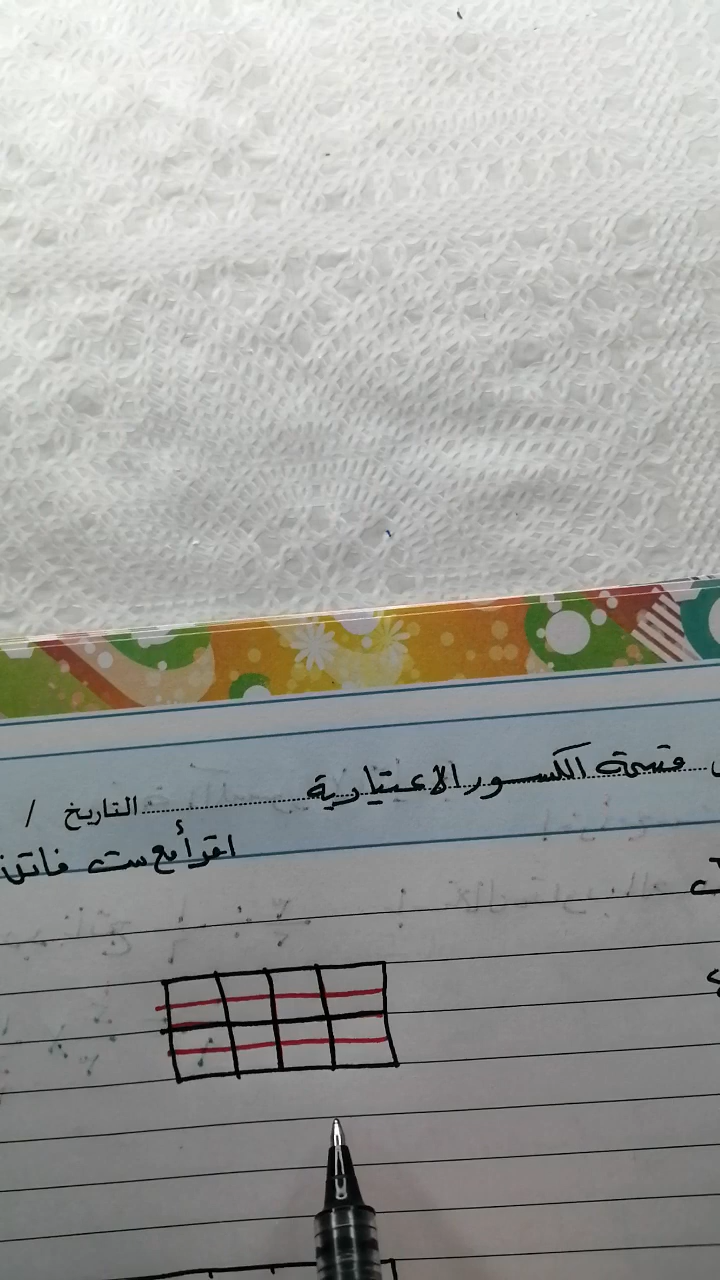 قسمة الكسور الاعتيادية
التاريخ /
اقرأ مع ست فاتن